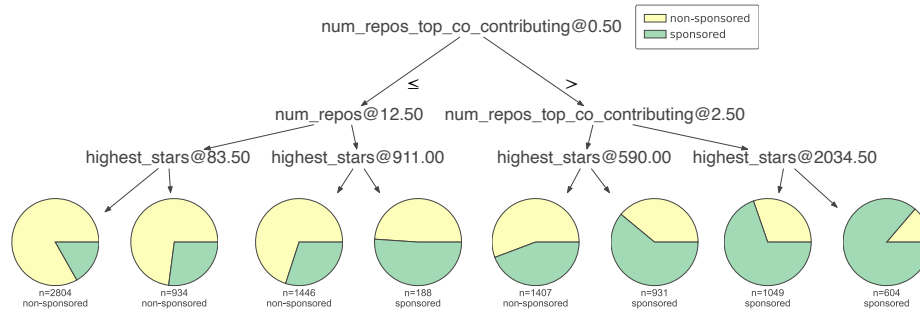 num_repos_top_co_contributing@0.50
non-sponsored
sponsored
≤
>
num_repos@12.50
num_repos_top_co_contributing@2.50
highest_stars@83.50
highest_stars@911.00
highest_stars@590.00
highest_stars@2034.50
n=2804
non-sponsored
n=934
non-sponsored
n=1446
non-sponsored
n=188
sponsored
n=1407
non-sponsored
n=931
sponsored
n=1049
sponsored
n=604
sponsored